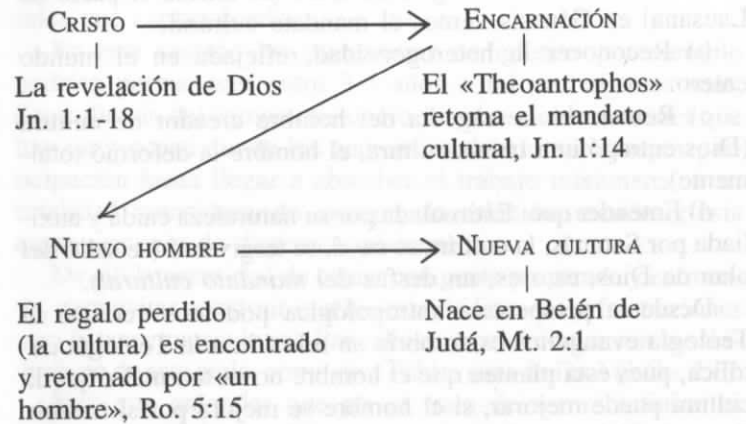 CRISTO
ENCARNACIÓN
La revelación de Dios
Jn. 1:1-18
El «Theoantrophos»
retoma el mandato
cultural, Jn. 1:14
NUEVO HOMBRE
NUEVA CULTURA
El regalo perdido
(la cultura) es encontrado
y retomado por «un
hombre», Ro. 5:15
Nace en Belén de
Judá, Mt. 2:1